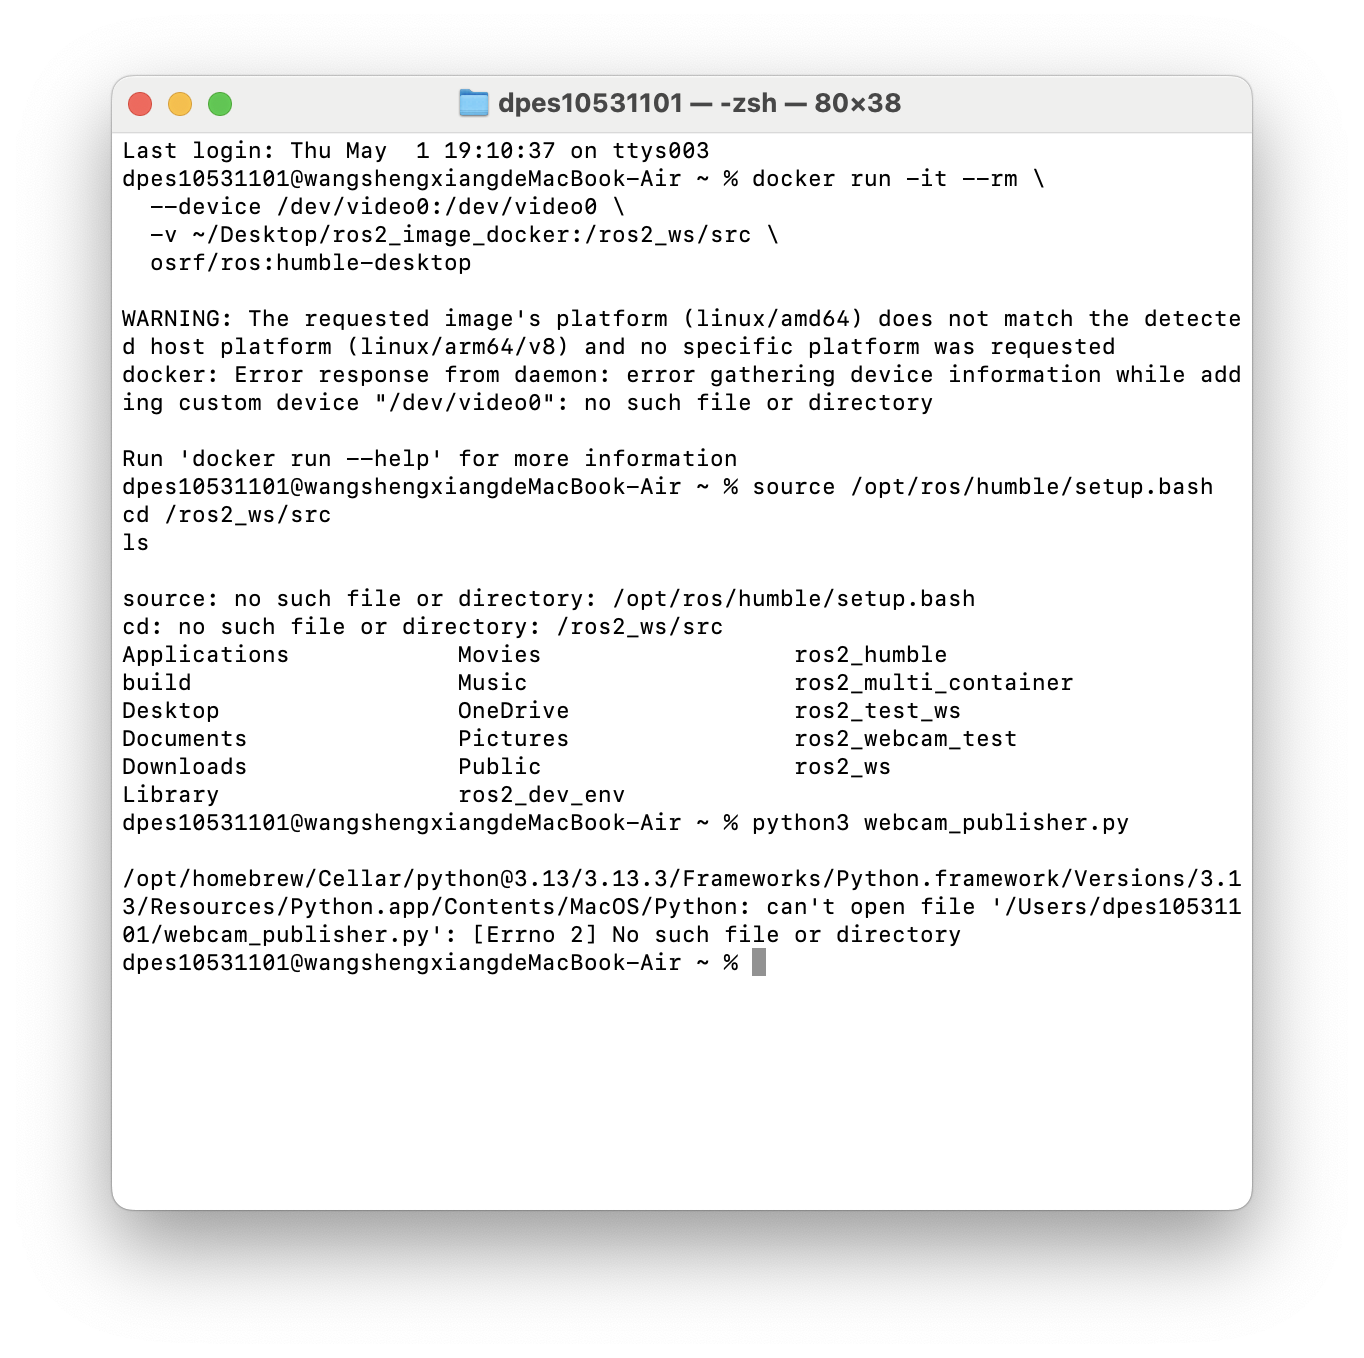 dpes10531101 — -zsh — 80×38
Last login: Thu May  1 19:10:37 on ttys003
dpes10531101@wangshengxiangdeMacBook-Air ~ % docker run -it --rm \
  --device /dev/video0:/dev/video0 \
  -v ~/Desktop/ros2_image_docker:/ros2_ws/src \
  osrf/ros:humble-desktop
WARNING: The requested image's platform (linux/amd64) does not match the detecte
d host platform (linux/arm64/v8) and no specific platform was requested
docker: Error response from daemon: error gathering device information while add
ing custom device "/dev/video0": no such file or directory
Run 'docker run --help' for more information
dpes10531101@wangshengxiangdeMacBook-Air ~ % source /opt/ros/humble/setup.bash
cd /ros2_ws/src
ls
source: no such file or directory: /opt/ros/humble/setup.bash
cd: no such file or directory: /ros2_ws/src
Applications            Movies                  ros2_humble
build                   Music                   ros2_multi_container
Desktop                 OneDrive                ros2_test_ws
Documents               Pictures                ros2_webcam_test
Downloads               Public                  ros2_ws
Library                 ros2_dev_env
dpes10531101@wangshengxiangdeMacBook-Air ~ % python3 webcam_publisher.py
/opt/homebrew/Cellar/python@3.13/3.13.3/Frameworks/Python.framework/Versions/3.1
3/Resources/Python.app/Contents/MacOS/Python: can't open file '/Users/dpes105311
01/webcam_publisher.py': [Errno 2] No such file or directory
dpes10531101@wangshengxiangdeMacBook-Air ~ %